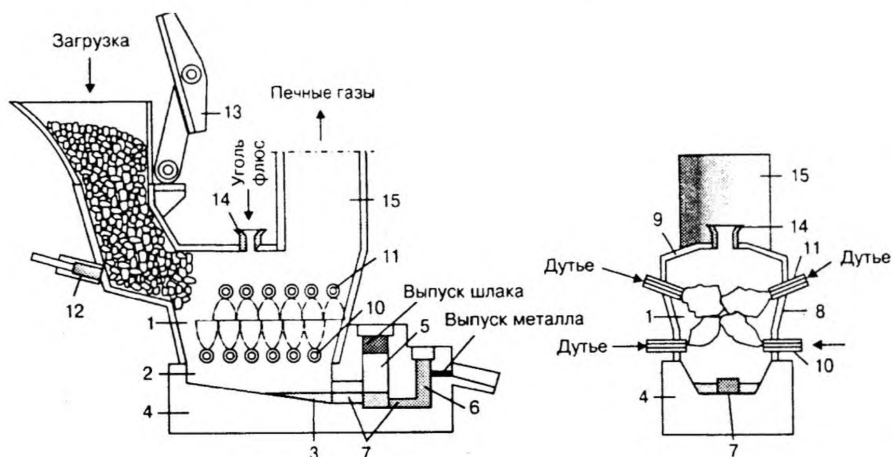 Загрузка
13
Печные газы
Уголь
флюс
14
15
11
12
1
10
Выпуск шлака
5
Выпуск металла
2
4
3
7
6
15
14
9
11
Дутье
Дутье
1
8
Дутье
10
4
7